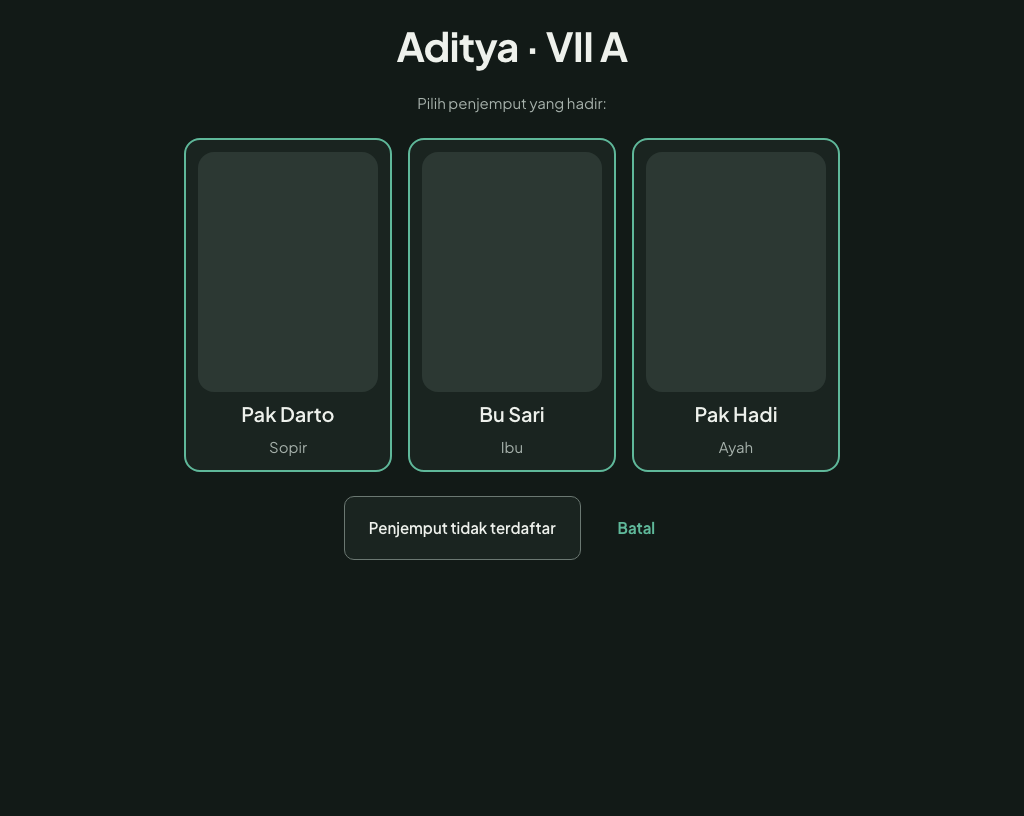 Aditya · VII A
Pilih penjemput yang hadir:
Pak Darto
Sopir
Bu Sari
Ibu
Pak Hadi
Ayah
Penjemput tidak terdaftar
Batal